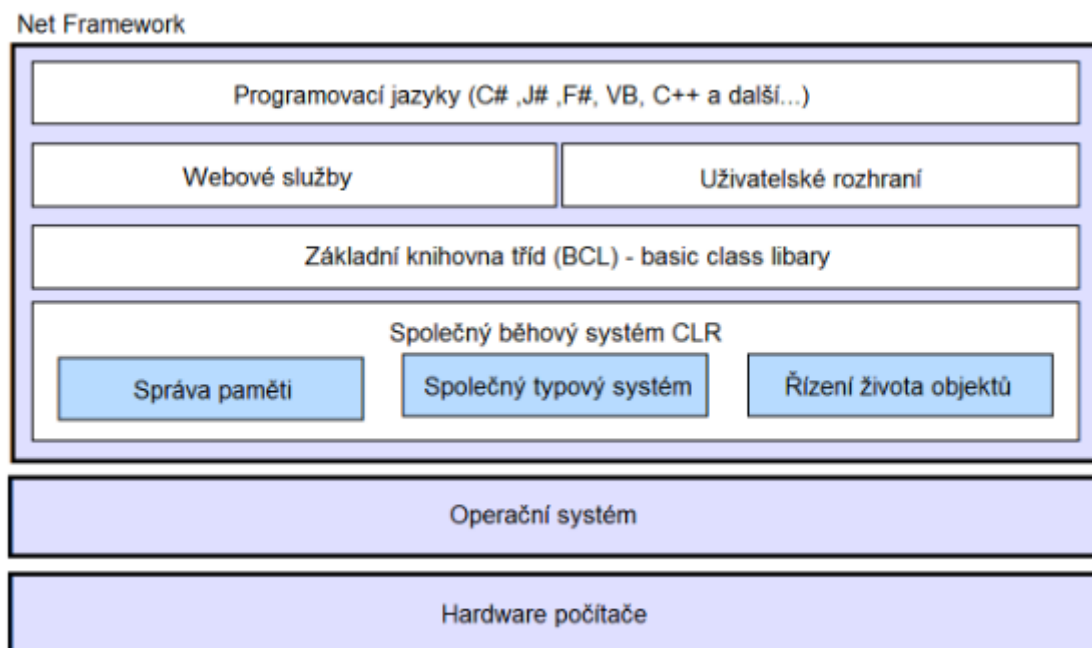 Net Framework
Programovací jazyky (C# ,J# ,F#, VB, C++ a další...)
Webové služby
Uživatelské rozhraní
Základní knihovna tříd (BCL) - basic class libary
Společný běhový systém CLR
Správa paměti
Společný typový systém
Řízení života objektů
Operační systém
Hardware počítače